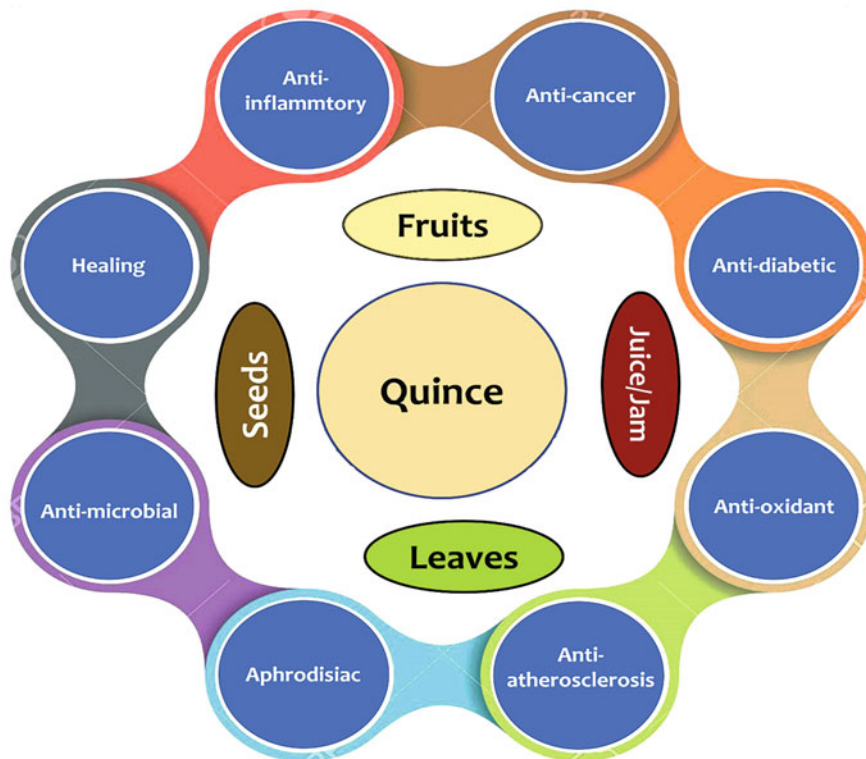 Anti-
inflammtory
Anti-cancer
Fruits
Healing
Anti-diabetic
Seeds
Quince
Juice/Jam
Anti-microbial
Anti-oxidant
Leaves
Aphrodisiac
Anti-
atherosclerosis